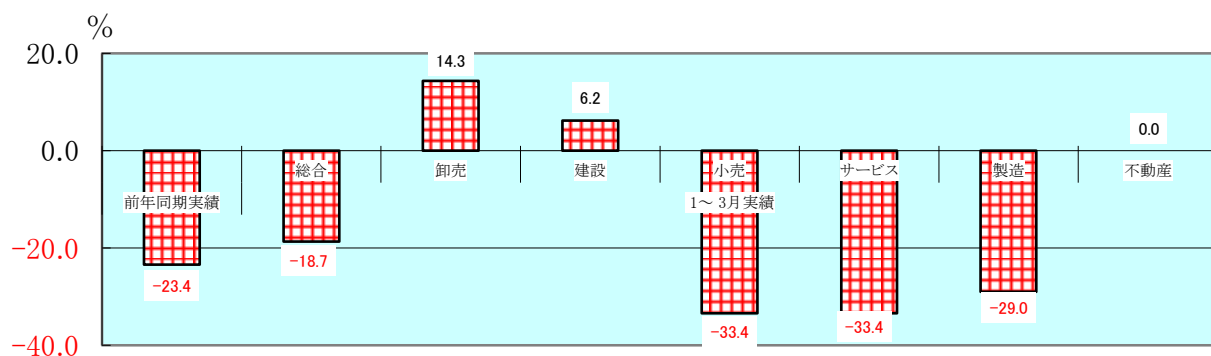 %
20.0
0.0
-20.0
-40.0
14.3
6.2
0.0
総合
卸売
建設
小売
サービス
製造
不動産
前年同期実績
1～3月実績
-23.4
-18.7
-33.4
-33.4
-29.0